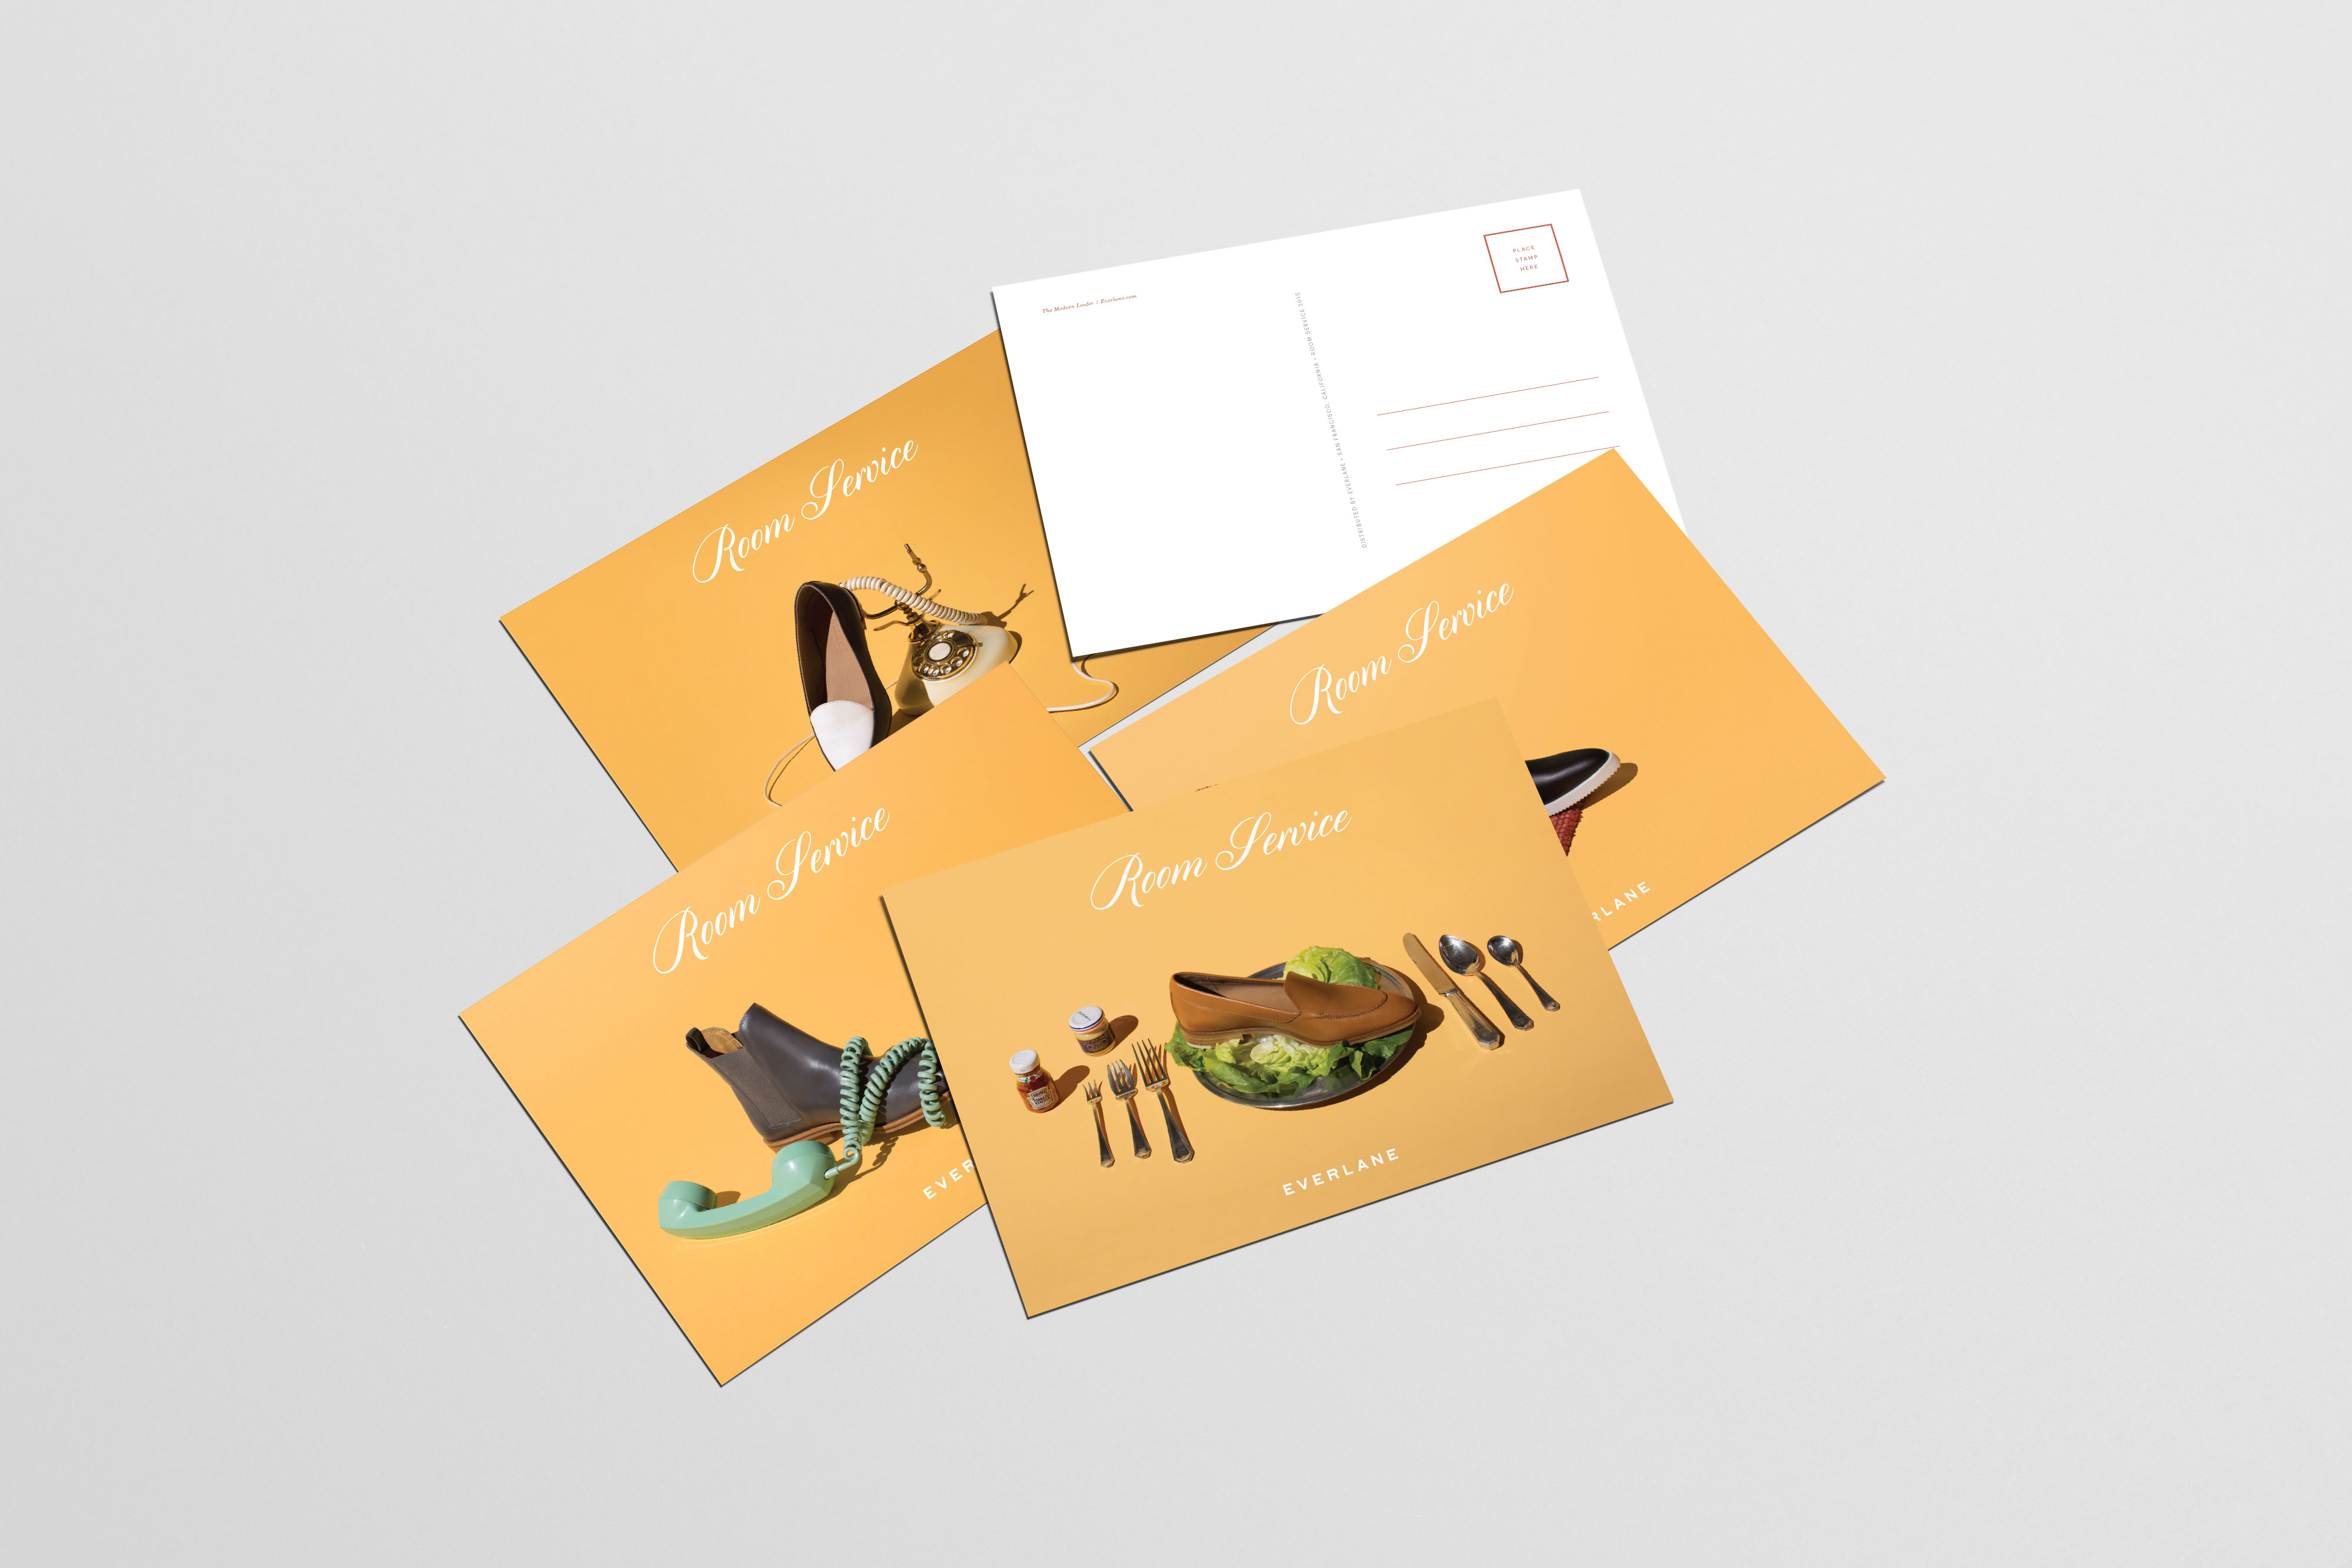 PLACE
STAMP
HERE
The Modern Loafer / Everlane.com
DISTRIBUTED BY EVERLANE • SAN FRANCISCO, CALIFORNIA • ROOM SERVICE 2015
Room Service
Room Service
RLANE
Room Service
EVER
Room Service
EVERLANE